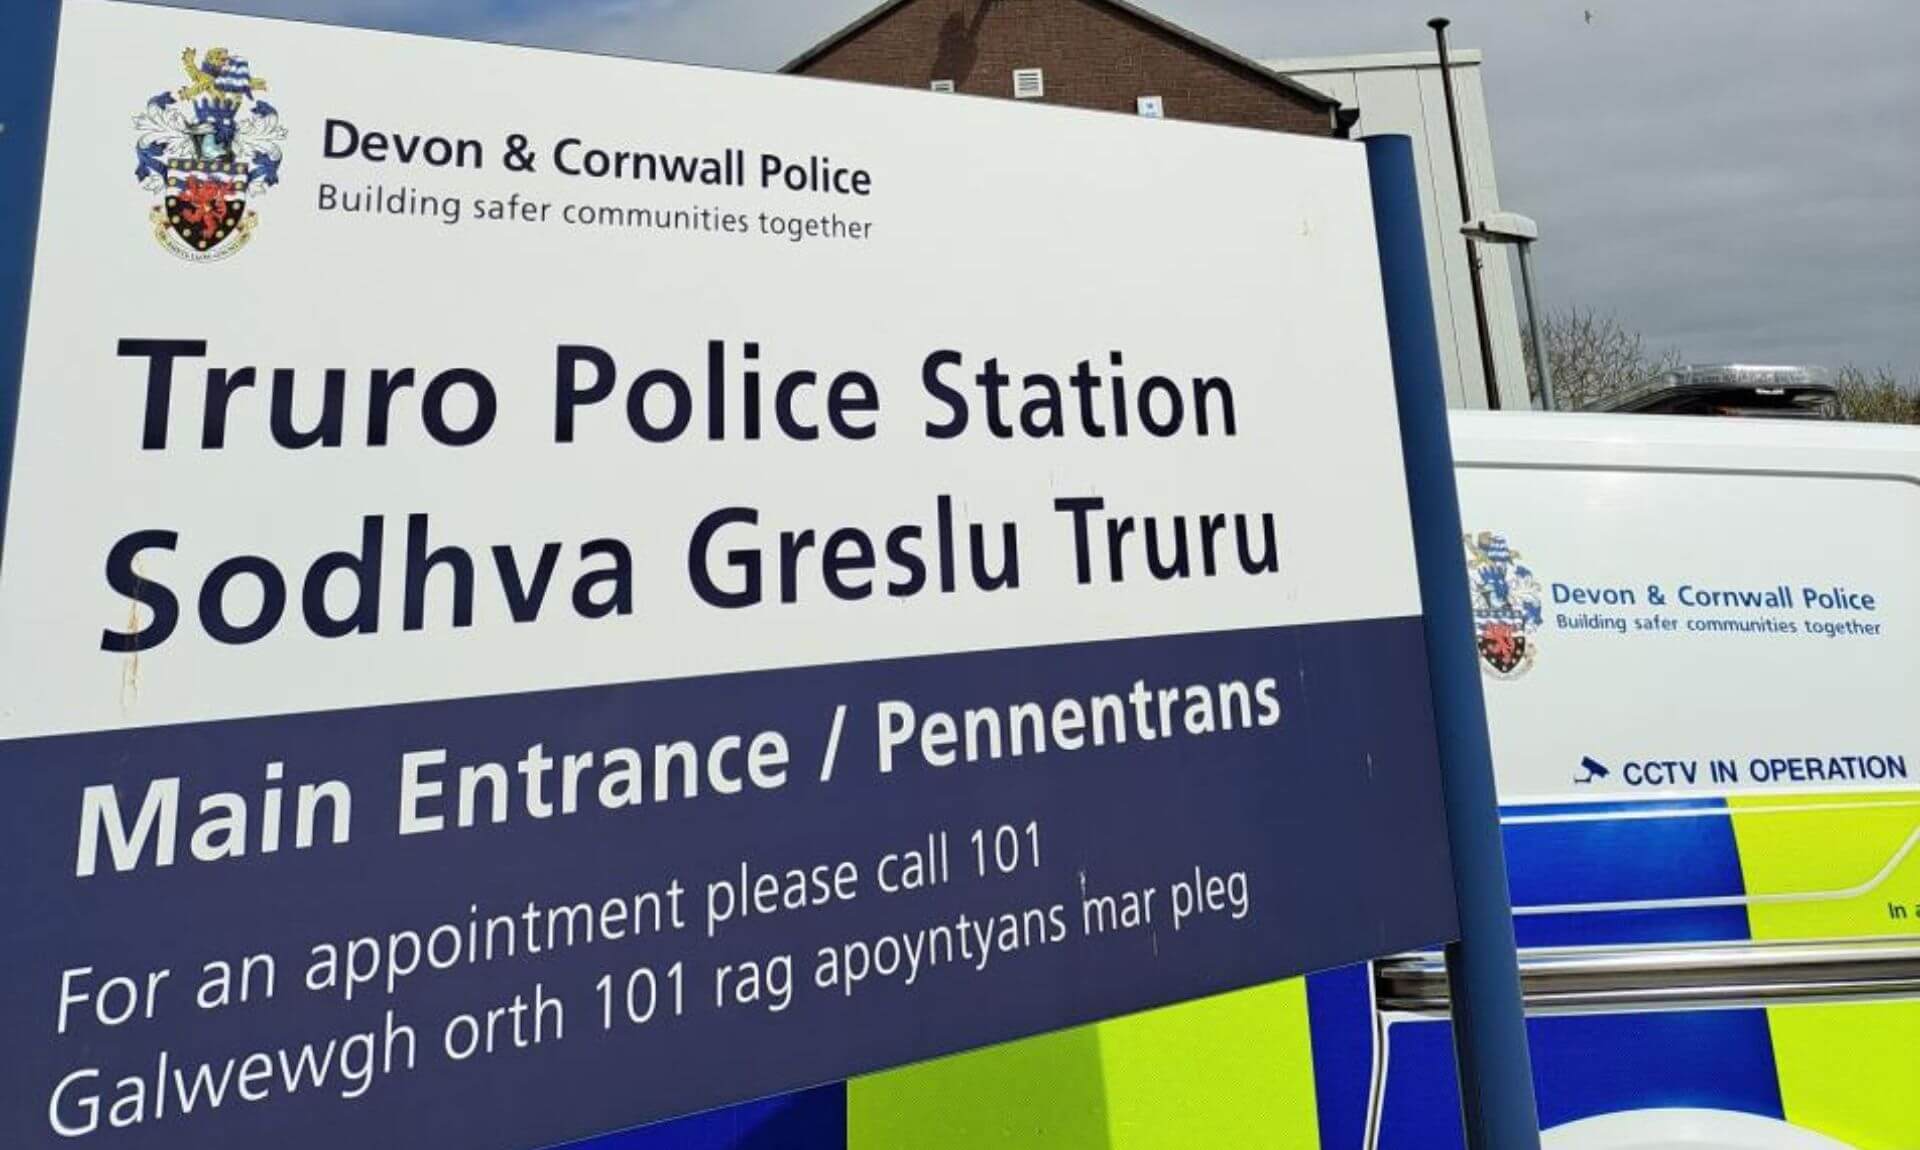 Devon & Cornwall Police
Building safer communities together
Truro Police Station
Sodhva Greslu Truru
Main Entrance / Pennentrans
For an appointment please call 101
Galwewgh orth 101 rag apoyntyans mar pleg
Devon & Cornwall Police
Building safer communities together
CCTV IN OPERATION
In